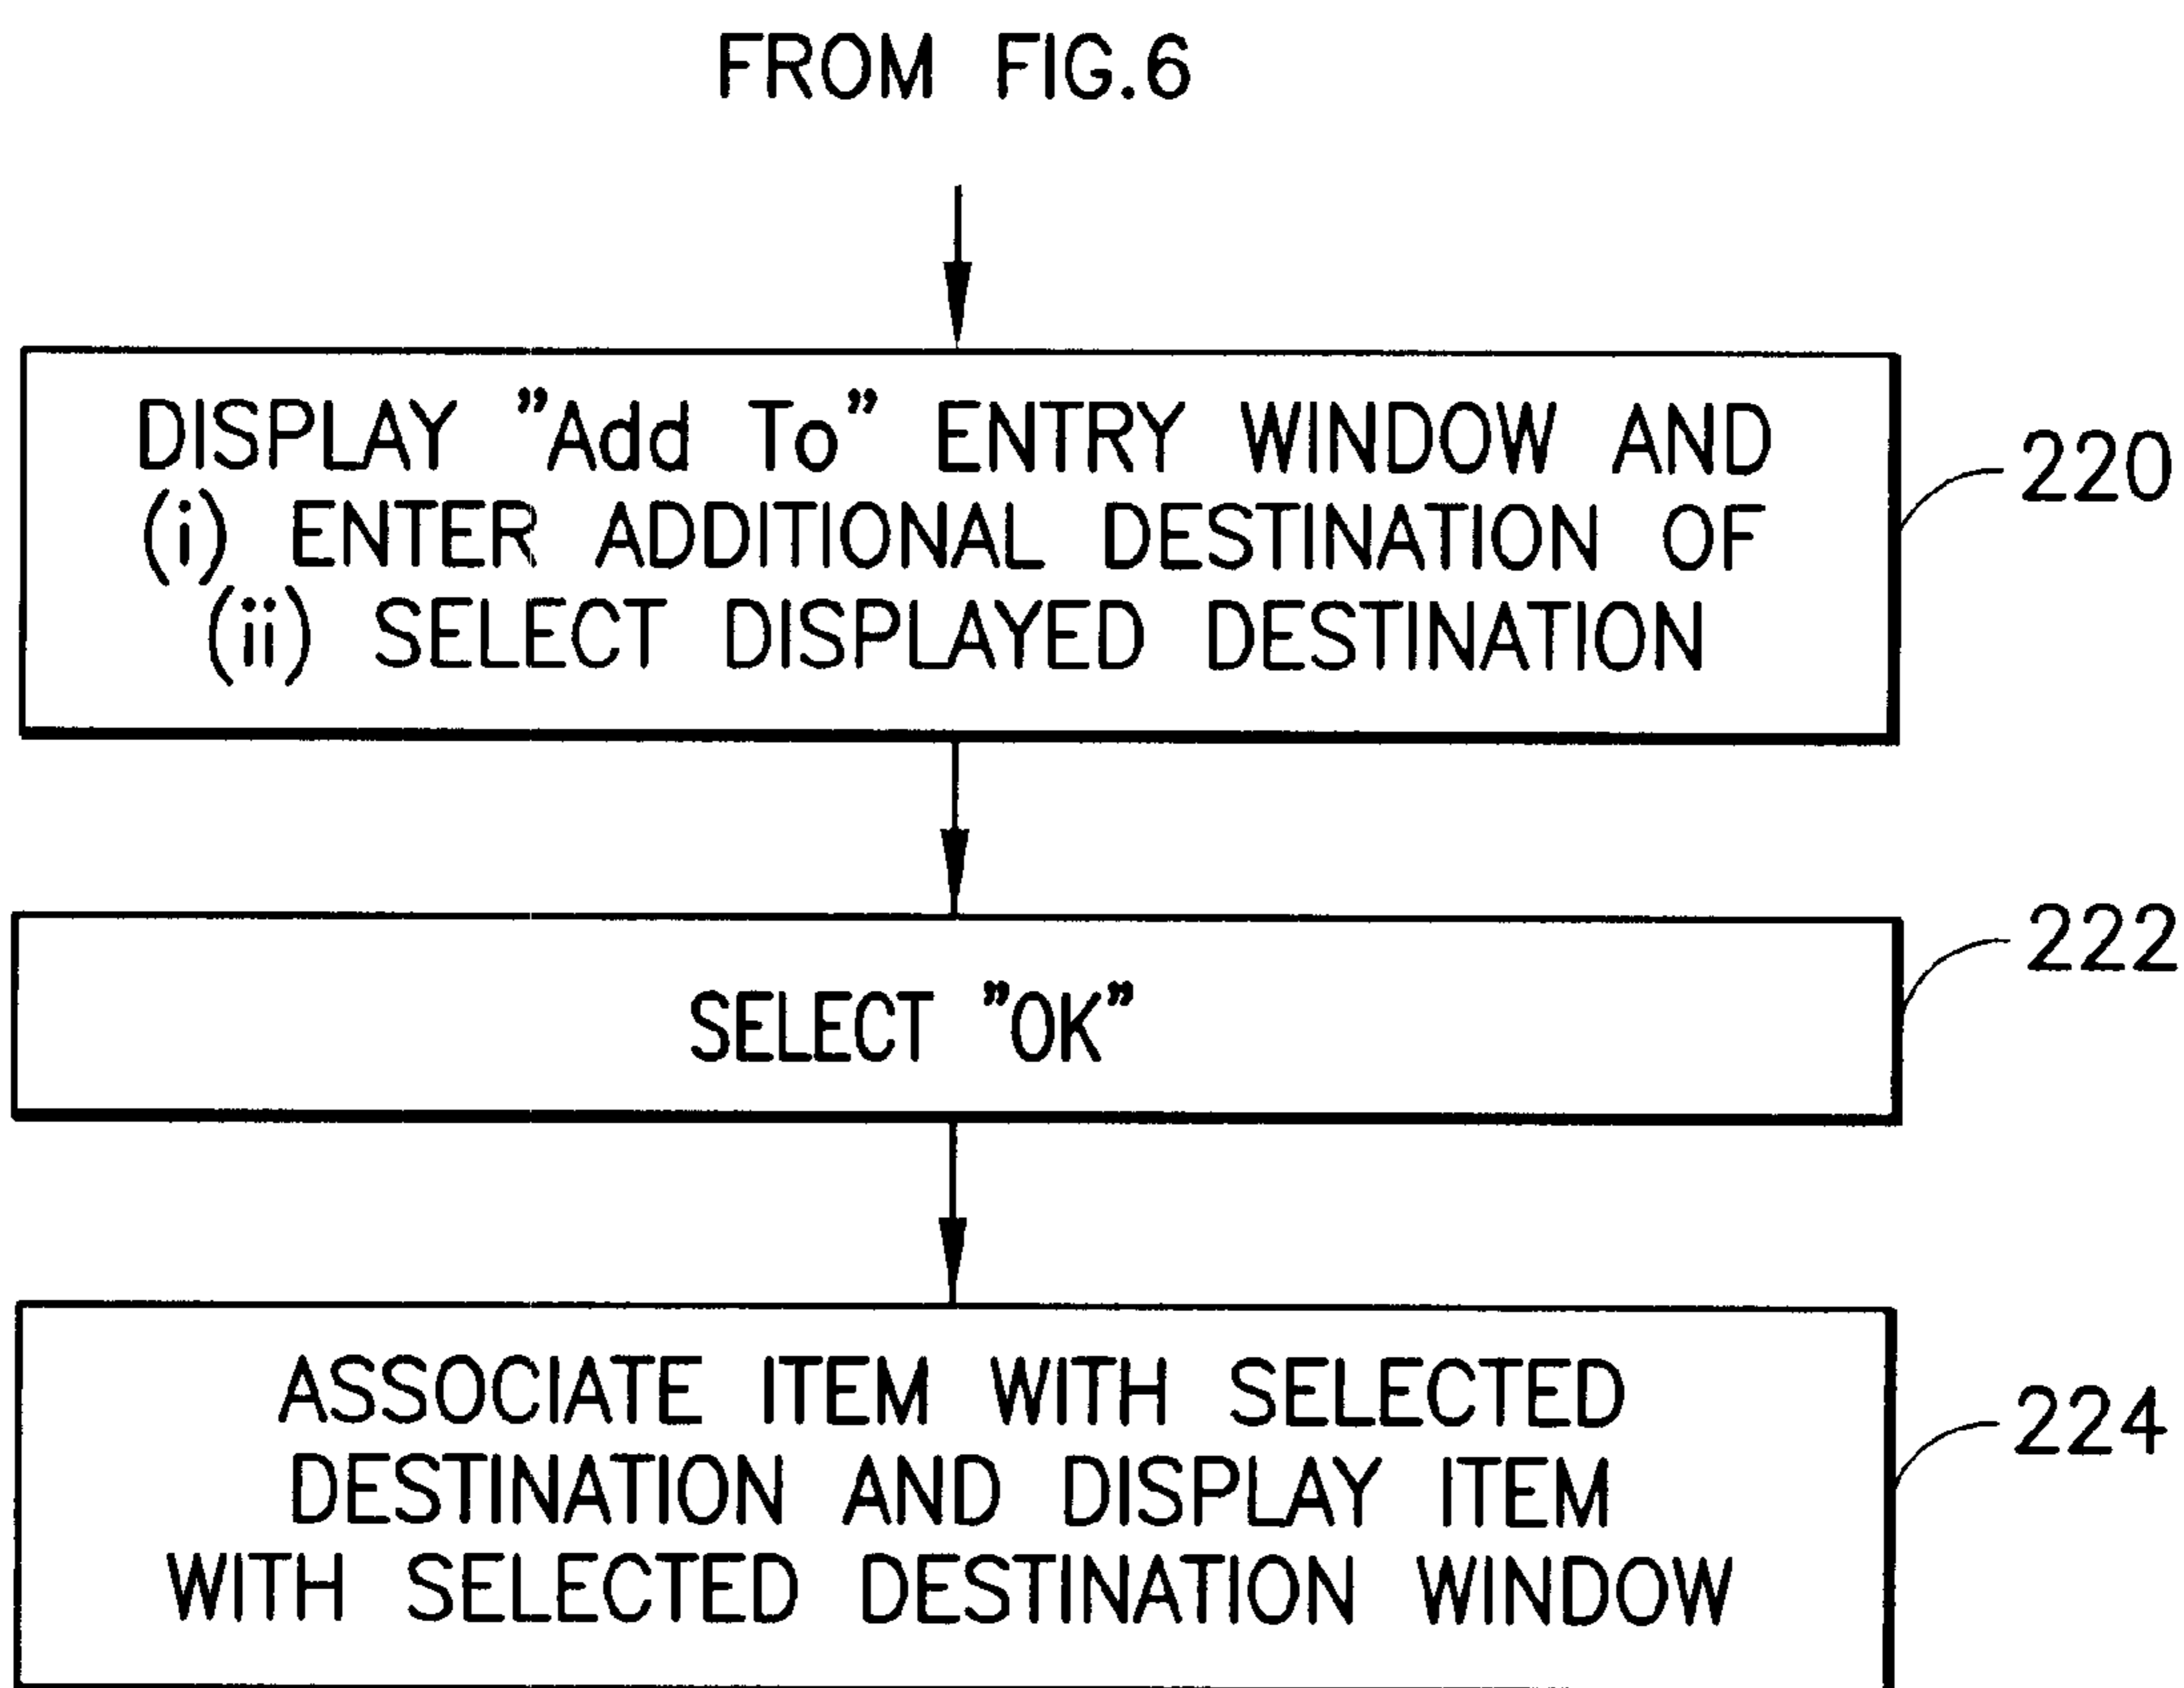 FROM FIG.6
DISPLAY "Add To" ENTRY WINDOW AND
(i) ENTER ADDITIONAL DESTINATION OF
(ii) SELECT DISPLAYED DESTINATION
220
SELECT "OK"
222
ASSOCIATE ITEM WITH SELECTED
DESTINATION AND DISPLAY ITEM
WITH SELECTED DESTINATION WINDOW
224